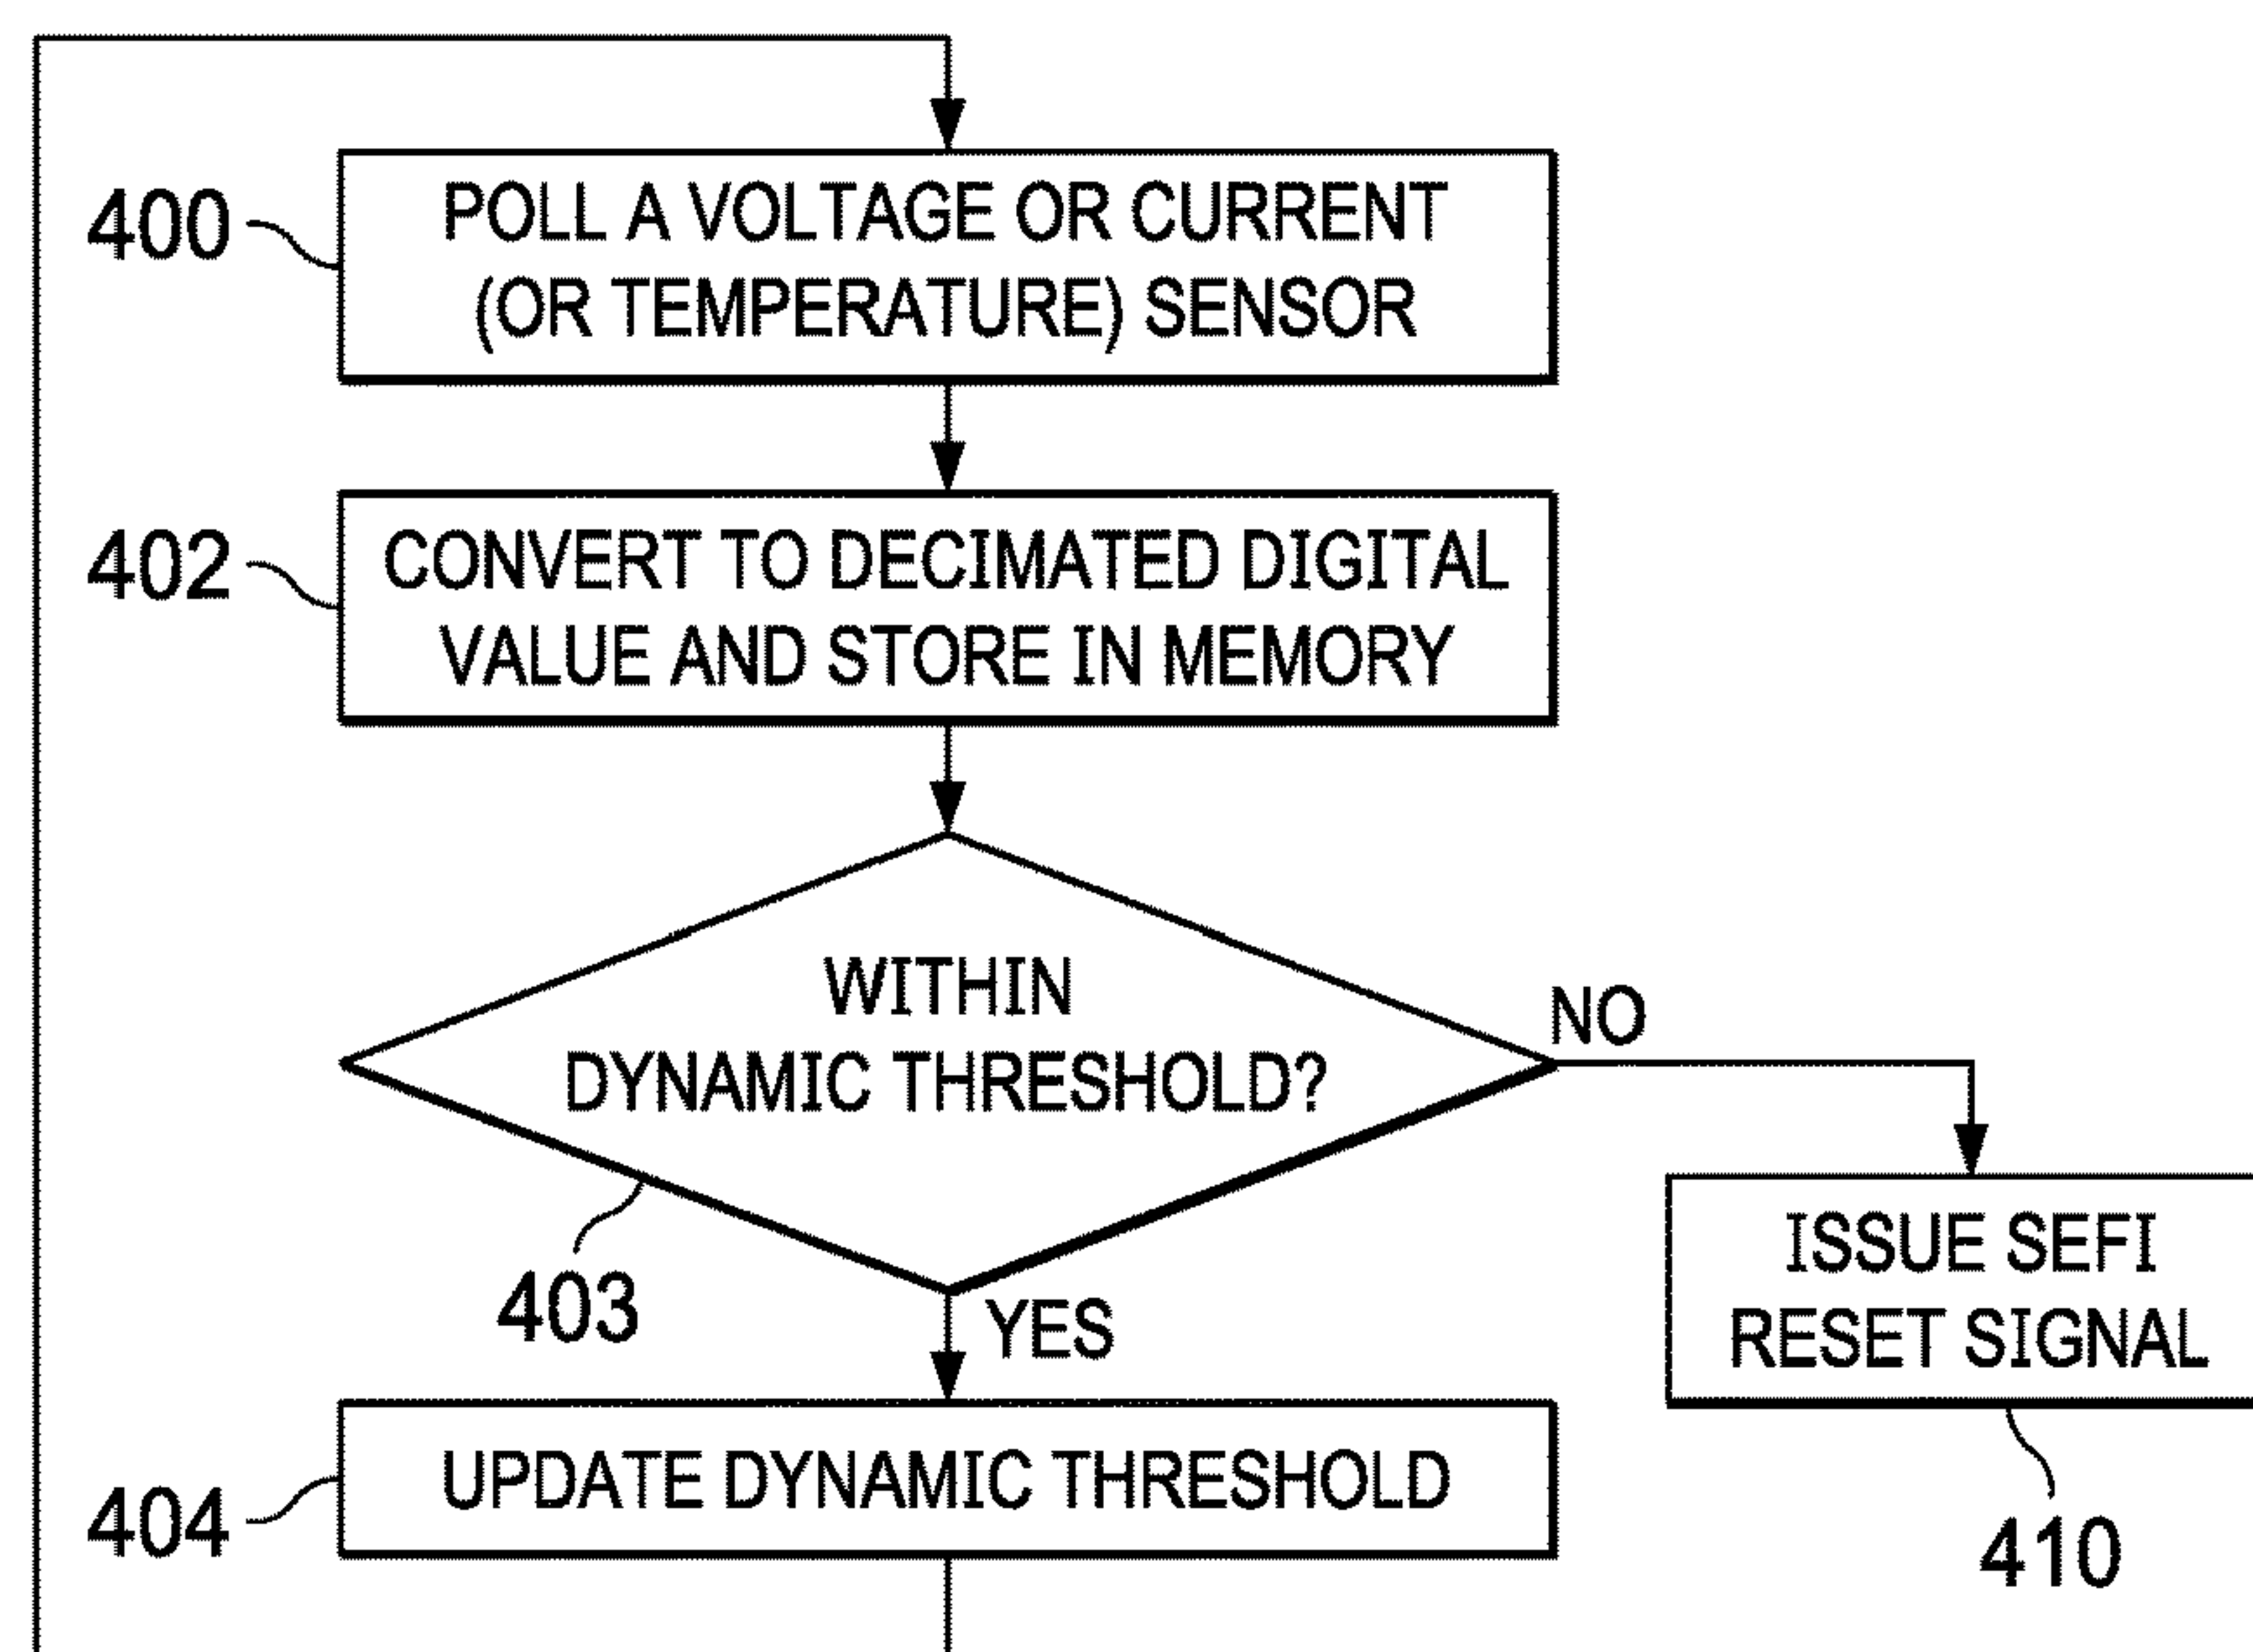 400
POLL A VOLTAGE OR CURRENT
(OR TEMPERATURE) SENSOR
402
CONVERT TO DECIMATED DIGITAL
VALUE AND STORE IN MEMORY
WITHIN
DYNAMIC THRESHOLD?
403
NO
YES
ISSUE SEFI
RESET SIGNAL
410
404
UPDATE DYNAMIC THRESHOLD